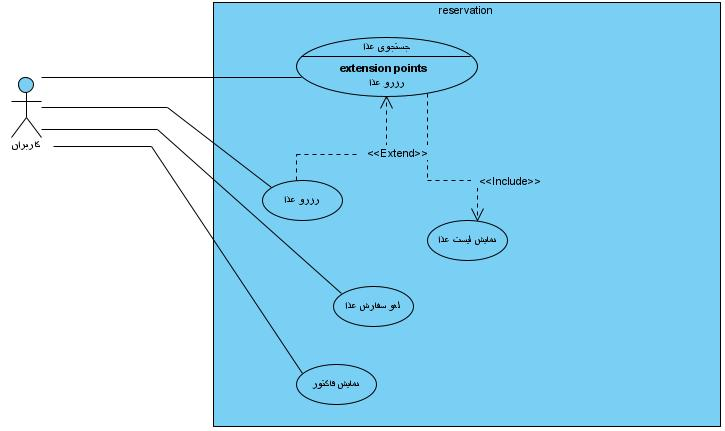 reservation
جستجوی غذا
extension points
رزرو غذا
کاربران
<<Extend>>
<<Include>>
رزرو غذا
نمایش لیست غذا
لغو سفارش غذا
نمایش فاکتور